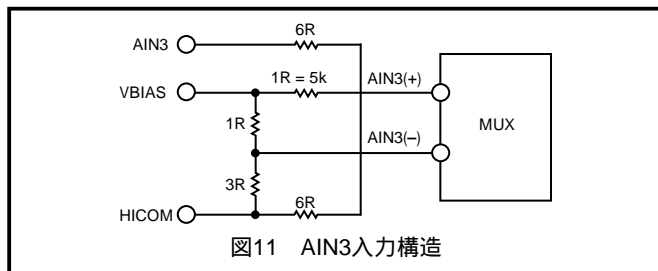 AIN3
6R
1R = 5k
AIN3(+)
VBIAS
1R
MUX
AIN3(–)
3R
HICOM
6R
図11 AIN3入力構造